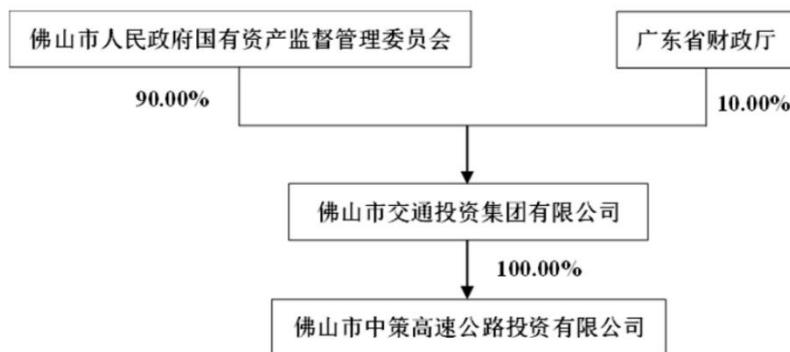 佛山市人民政府国有资产监督管理委员会
广东省财政厅
90.00%
10.00%
佛山市交通投资集团有限公司
100.00%
佛山市中策高速公路投资有限公司